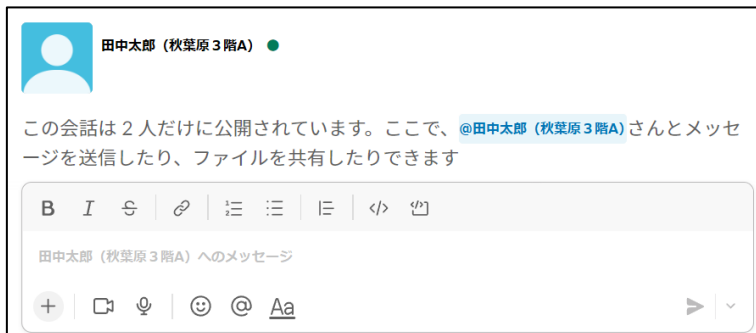 田中太郎（秋葉原３階A）
この会話は 2 人だけに公開されています。ここで、@田中太郎（秋葉原３階A)さんとメッセ
ージを送信したり、ファイルを共有したりできます
B I S
田中太郎（秋葉原３階A）へのメッセージ
Aa